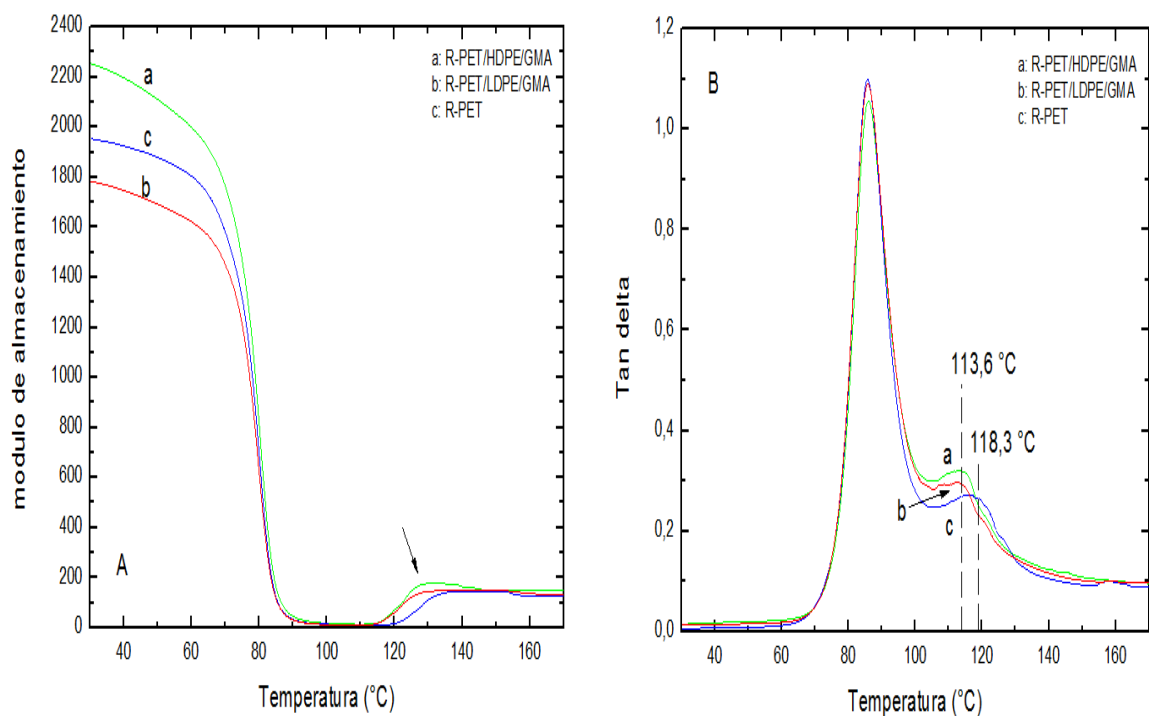 2400
2200
2000
1800
1600
1400
1200
1000
800
600
400
200
0
modulo de almacenamiento
a: R-PET/HDPE/GMA
b: R-PET/LDPE/GMA
c: R-PET
a
c
b
A
40 60 80 100 120 140 160
Temperatura (°C)
1,2
1,0
0,8
0,6
0,4
0,2
0,0
Tan delta
B
a: R-PET/HDPE/GMA
b: R-PET/LDPE/GMA
c: R-PET
113,6 °C
118,3 °C
a
b
c
40 60 80 100 120 140 160
Temperatura (°C)